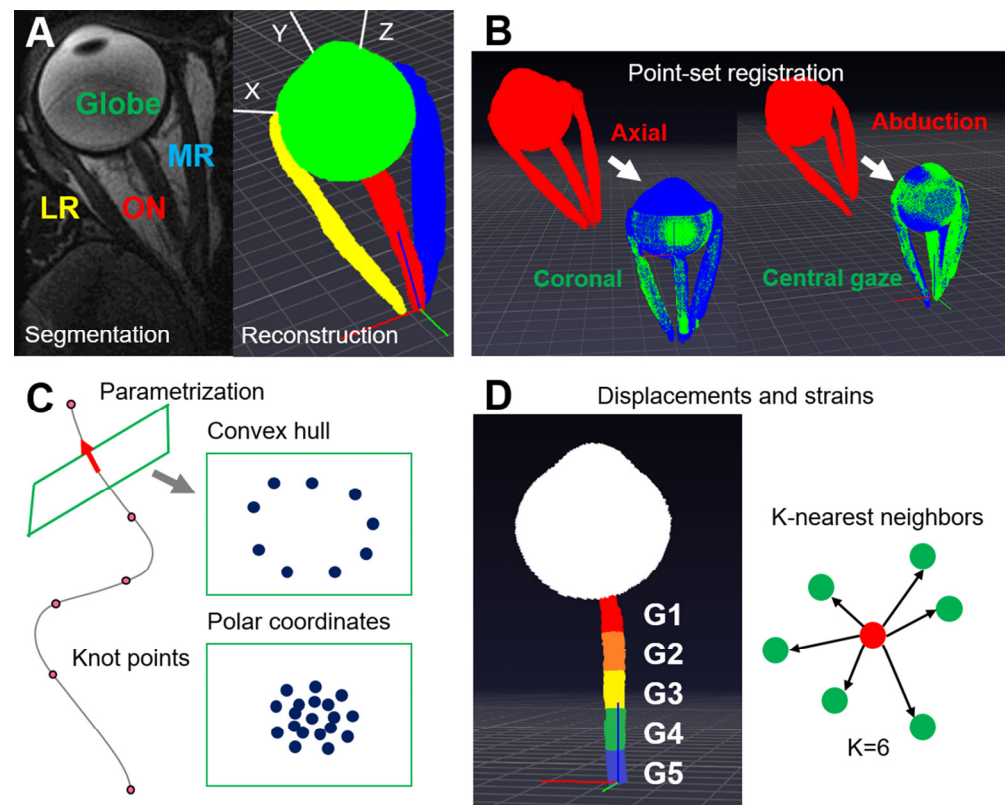 A
Globe
MR
LR
ON
Segmentation
X
Y
Z
Reconstruction
B
Point-set registration
Axial
Coronal
Abduction
Central gaze
C
Parametrization
Convex hull
Knot points
Polar coordinates
D
Displacements and strains
G1
G2
G3
G4
G5
K-nearest neighbors
K=6